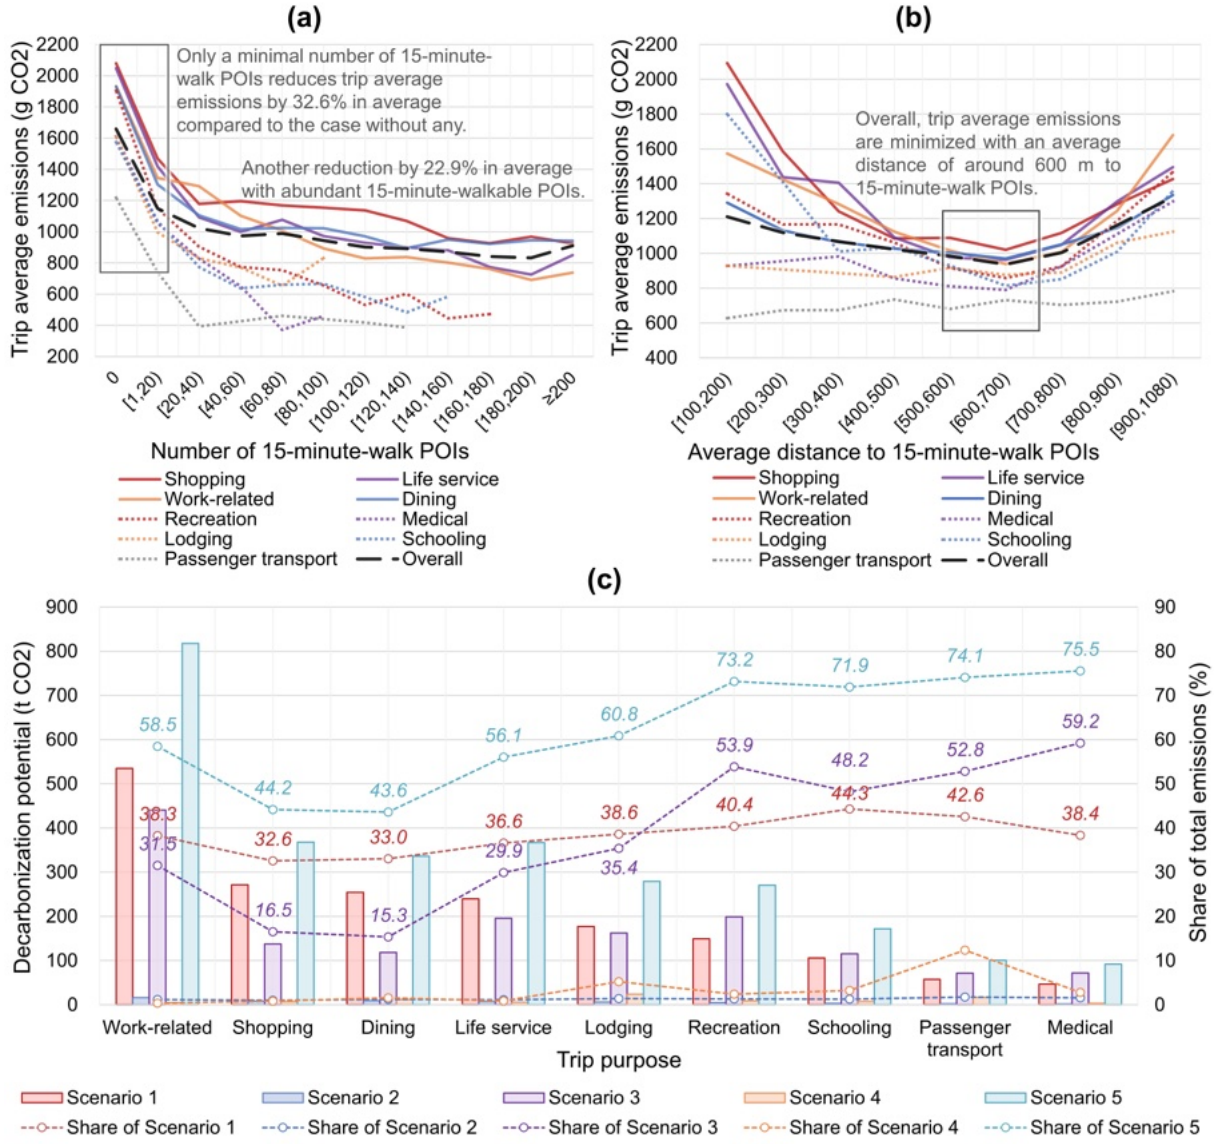 (a)
Trip average emissions (g CO2)
2200
2000
1800
1600
1400
1200
1000
800
600
400
200
Only a minimal number of 15-minute-
walk POIs reduces trip average
emissions by 32.6% in average
compared to the case without any.
Another reduction by 22.9% in average
with abundant 15-minute-walkable POIs.
0
[1,20)
[20,40)
[40,60)
[60,80)
[80,100)
[100,120)
[120,140)
[140,160)
[160,180)
[180,200)
≥200
Number of 15-minute-walk POIs
Shopping
Life service
Work-related
Dining
Recreation
Medical
Lodging
Schooling
Passenger transport
Overall
(b)
Trip average emissions (g CO2)
2200
2000
1800
1600
1400
1200
1000
800
600
400
Overall, trip average emissions
are minimized with an average
distance of around 600 m to
15-minute-walk POIs.
[100,200)
[200,300)
[300,400)
[400,500)
[500,600)
[600,700)
[700,800)
[800,900)
[900,1080)
Average distance to 15-minute-walk POIs
Shopping
Life service
Work-related
Dining
Recreation
Medical
Lodging
Schooling
Passenger transport
Overall
(c)
Decarbonization potential (t CO2)
900
800
700
600
500
400
300
200
100
0
58.5
44.2
43.6
56.1
60.8
73.2
71.9
74.1
75.5
38.3
32.6
33.0
36.6
38.6
40.4
44.3
42.6
38.4
31.5
16.5
15.3
29.9
35.4
53.9
48.2
52.8
59.2
90
80
70
60
50
40
30
20
10
0
Share of total emissions (%)
Work-related
Shopping
Dining
Life service
Lodging
Recreation
Schooling
Passenger
transport
Medical
Trip purpose
Scenario 1
Scenario 2
Scenario 3
Scenario 4
Scenario 5
Share of Scenario 1
Share of Scenario 2
Share of Scenario 3
Share of Scenario 4
Share of Scenario 5